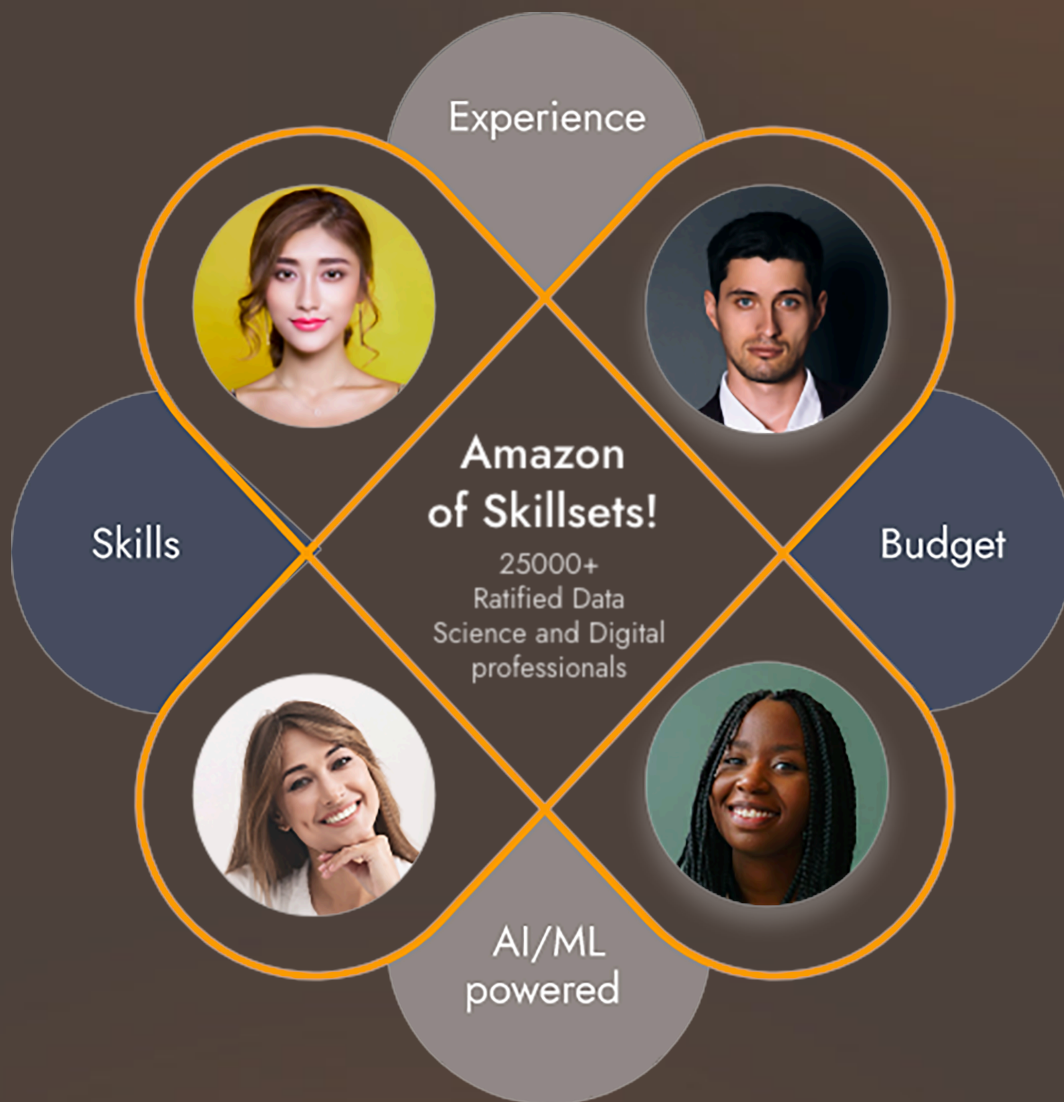 Experience
Amazon
of Skillsets!
25000+
Ratified Data
Science and Digital
professionals
Skills
Budget
AI/ML
powered